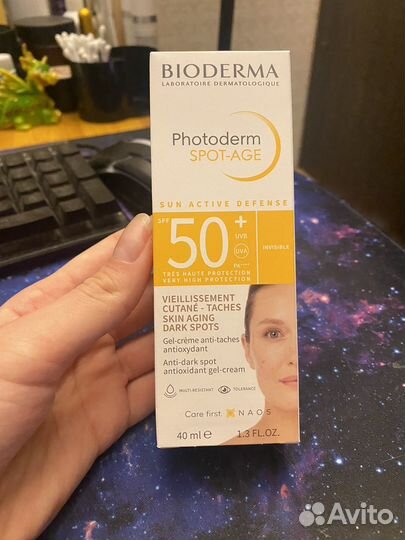 BIODERMA
LABORATOIRE DERMATOLOGIQUE
Photoderm
SPOT-AGE
SUN ACTIVE DEFENSE
SPF 50+
UVB
UVA
PA++++
INVISIBLE
TRÈS HAUTE PROTECTION
VERY HIGH PROTECTION
VIEILLISSEMENT
CUTANÉ - TACHES
SKIN AGING
DARK SPOTS
Gel-crème anti-taches
antioxydant
Anti-dark spot
antioxidant gel-cream
MULTI-RESISTANT
TOLERANCE
Care first. NAOS
40 ml ℮ 1.3 FL.OZ.
Avito